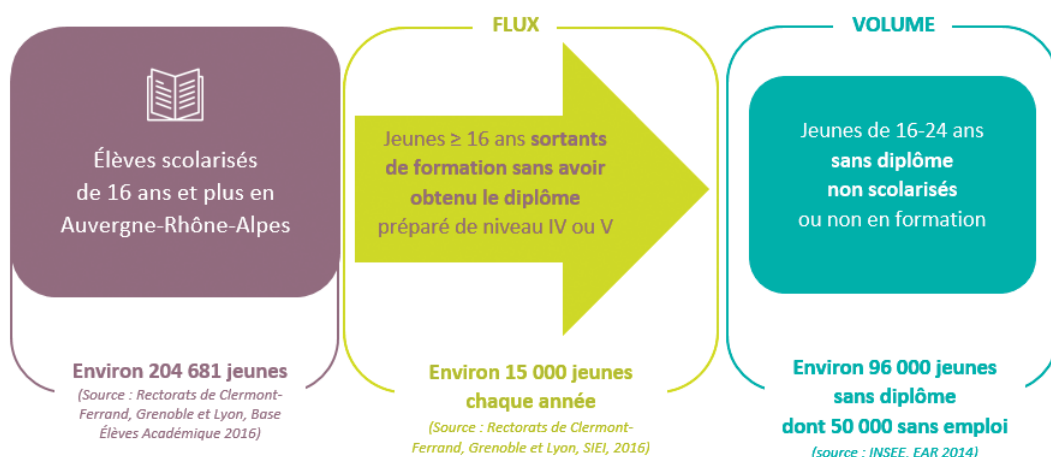 Élèves scolarisés
de 16 ans et plus en
Auvergne-Rhône-Alpes
Environ 204 681 jeunes
(Source : Rectorats de Clermont-
Ferrand, Grenoble et Lyon, Base
Élèves Académique 2016)
FLUX
Jeunes ≥ 16 ans sortants
de formation sans avoir
obtenu le diplôme
préparé de niveau IV ou V
Environ 15 000 jeunes
chaque année
(Source : Rectorats de Clermont-
Ferrand, Grenoble et Lyon, SIEI, 2016)
VOLUME
Jeunes de 16-24 ans
sans diplôme
non scolarisés
ou non en formation
Environ 96 000 jeunes
sans diplôme
dont 50 000 sans emploi
(source : INSEE, EAR 2014)